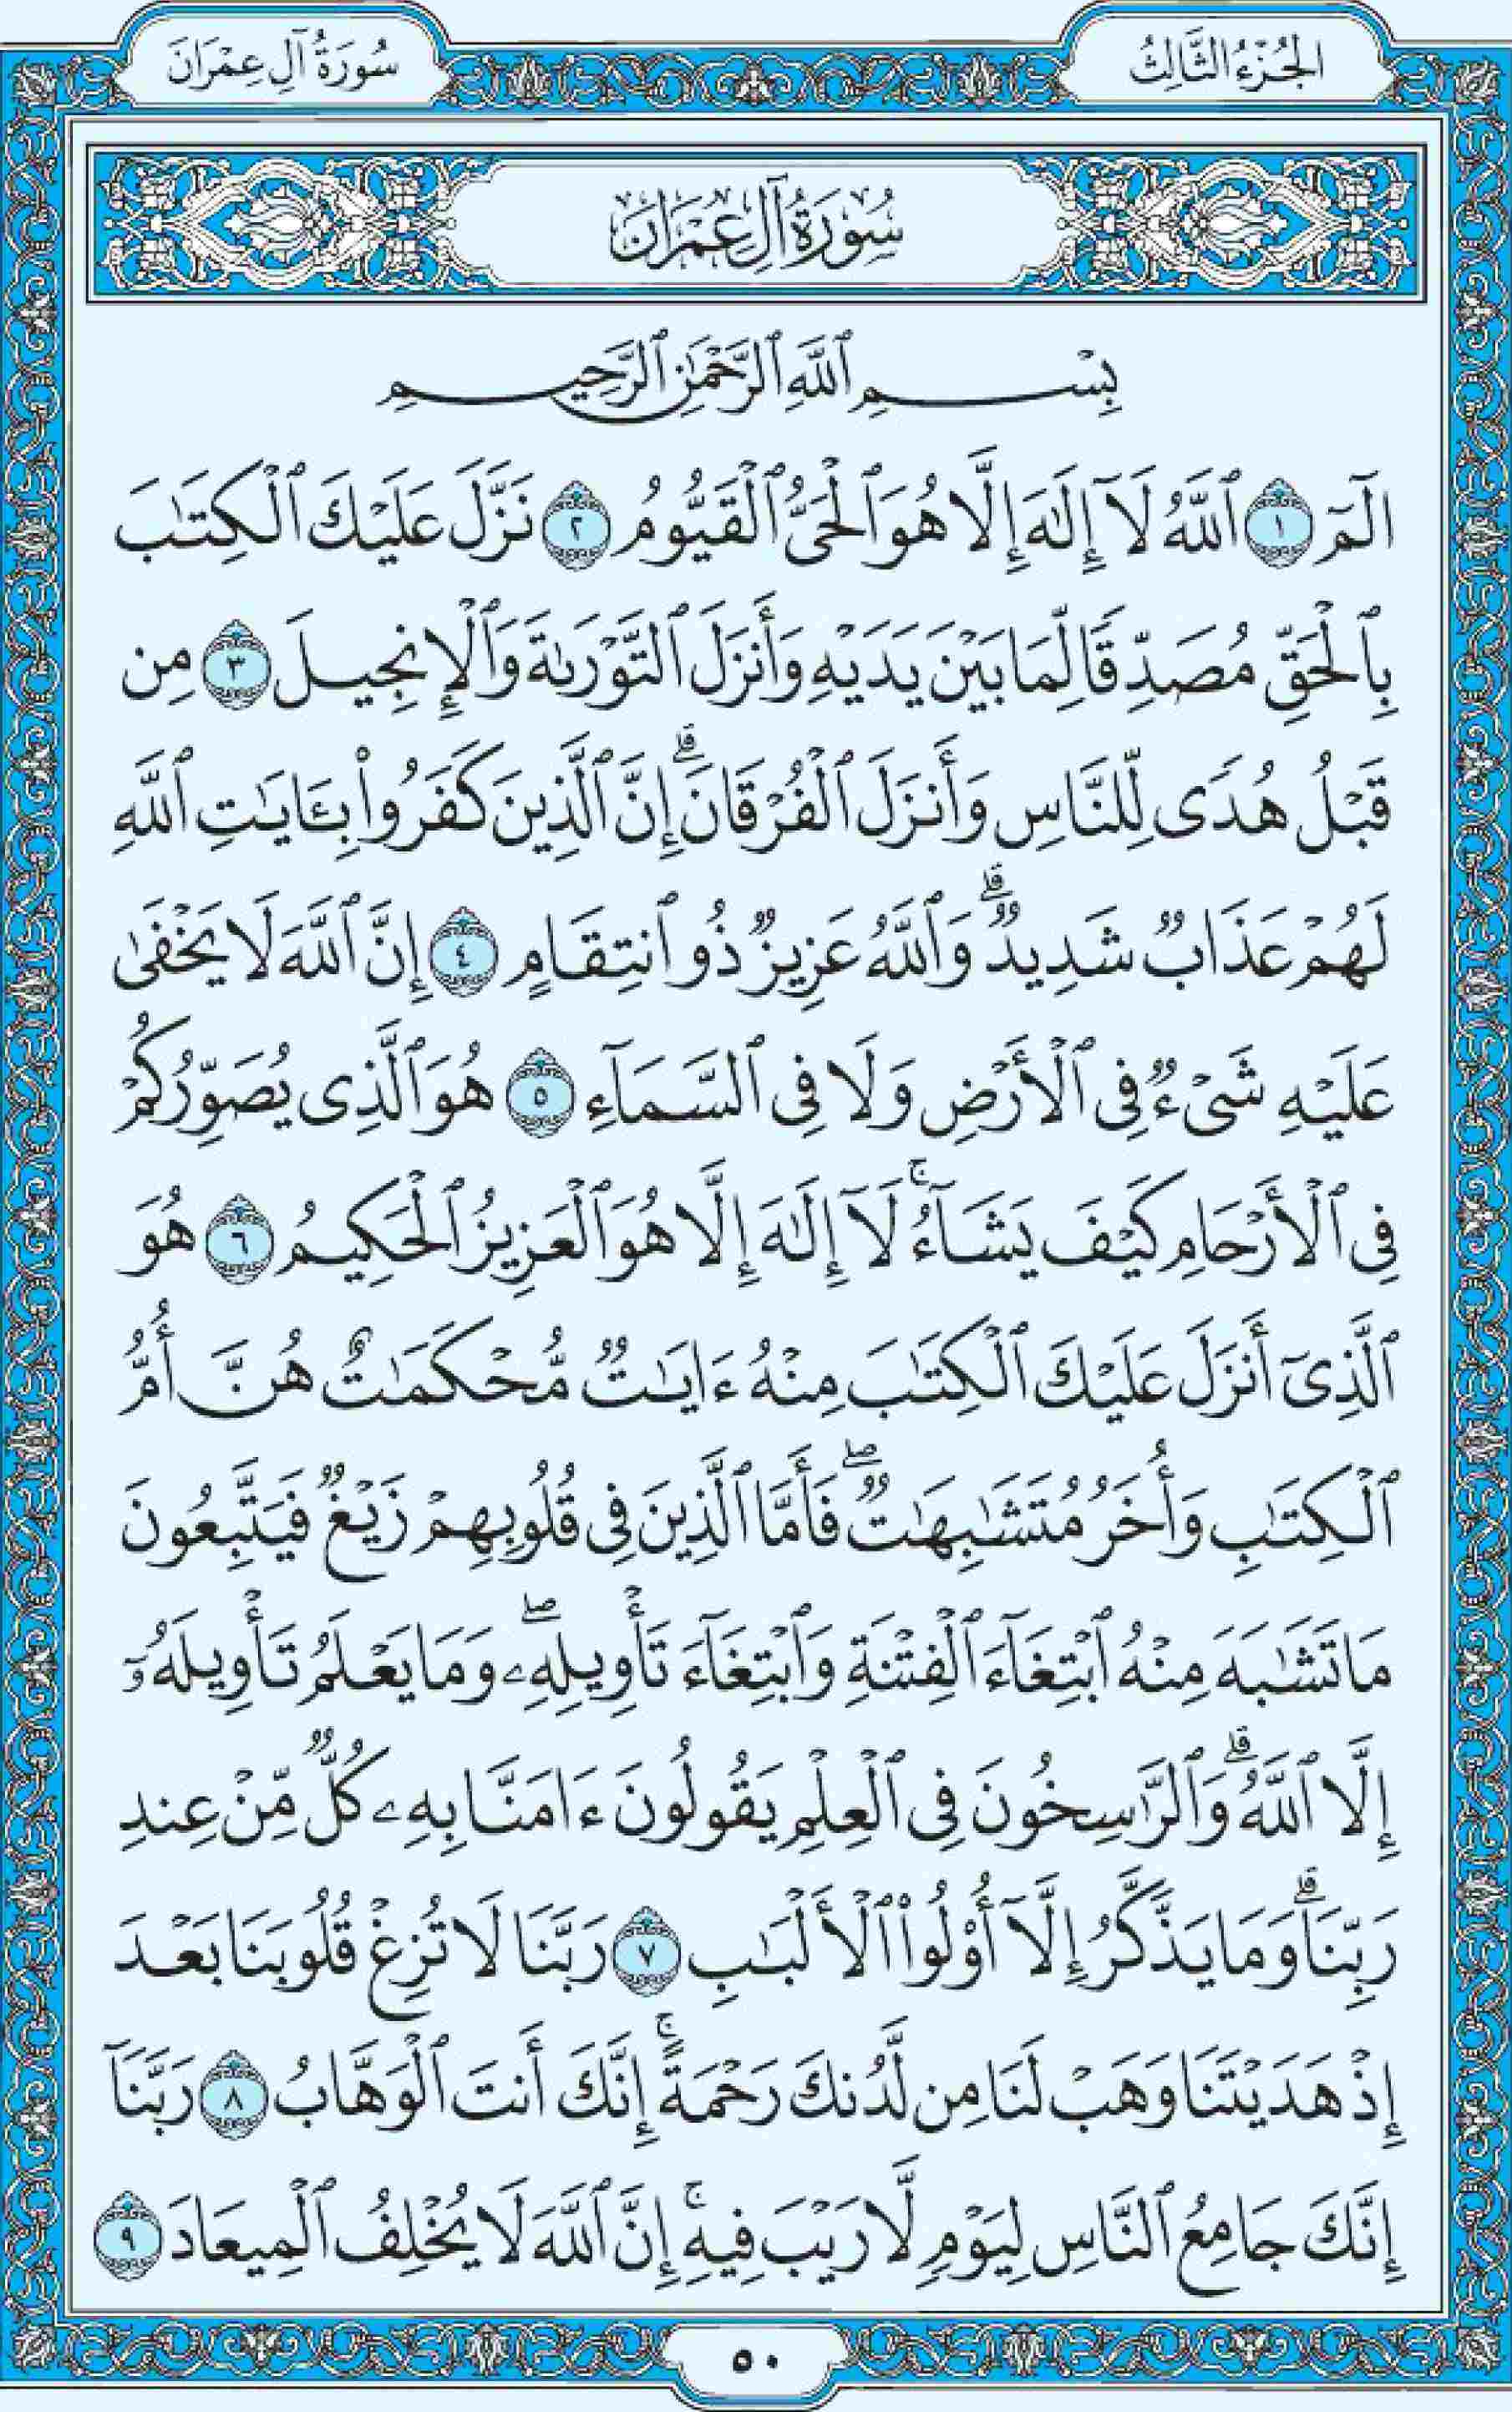 الجُزْءُ الثَّالِثُ
سُورَةُ آلِ عِمْرَانَ
سُورَةُ آلِ عِمْرَانَ
بِسْمِ ٱللَّهِ ٱلرَّحْمَٰنِ ٱلرَّحِيمِ
الٓمٓ ١ ٱللَّهُ لَآ إِلَٰهَ إِلَّا هُوَ ٱلْحَىُّ ٱلْقَيُّومُ ٢ نَزَّلَ عَلَيْكَ ٱلْكِتَٰبَ
بِٱلْحَقِّ مُصَدِّقًا لِّمَا بَيْنَ يَدَيْهِ وَأَنزَلَ ٱلتَّوْرَىٰةَ وَٱلْإِنجِيلَ ٣ مِن
قَبْلُ هُدًى لِّلنَّاسِ وَأَنزَلَ ٱلْفُرْقَانَ ۗ إِنَّ ٱلَّذِينَ كَفَرُوا۟ بِـَٔايَٰتِ ٱللَّهِ
لَهُمْ عَذَابٌ شَدِيدٌ ۗ وَٱللَّهُ عَزِيزٌ ذُو ٱنتِقَامٍ ٤ إِنَّ ٱللَّهَ لَا يَخْفَىٰ
عَلَيْهِ شَىْءٌ فِى ٱلْأَرْضِ وَلَا فِى ٱلسَّمَآءِ ٥ هُوَ ٱلَّذِى يُصَوِّرُكُمْ
فِى ٱلْأَرْحَامِ كَيْفَ يَشَآءُ ۚ لَآ إِلَٰهَ إِلَّا هُوَ ٱلْعَزِيزُ ٱلْحَكِيمُ ٦ هُوَ
ٱلَّذِىٓ أَنزَلَ عَلَيْكَ ٱلْكِتَٰبَ مِنْهُ ءَايَٰتٌ مُّحْكَمَٰتٌ هُنَّ أُمُّ
ٱلْكِتَٰبِ وَأُخَرُ مُتَشَٰبِهَٰتٌ ۖ فَأَمَّا ٱلَّذِينَ فِى قُلُوبِهِمْ زَيْغٌ فَيَتَّبِعُونَ
مَا تَشَٰبَهَ مِنْهُ ٱبْتِغَآءَ ٱلْفِتْنَةِ وَٱبْتِغَآءَ تَأْوِيلِهِۦ ۖ وَمَا يَعْلَمُ تَأْوِيلَهُۥٓ
إِلَّا ٱللَّهُ ۗ وَٱلرَّٰسِخُونَ فِى ٱلْعِلْمِ يَقُولُونَ ءَامَنَّا بِهِۦ كُلٌّ مِّنْ عِندِ
رَبِّنَا ۗ وَمَا يَذَّكَّرُ إِلَّآ أُو۟لُوا۟ ٱلْأَلْبَٰبِ ٧ رَبَّنَا لَا تُزِغْ قُلُوبَنَا بَعْدَ
إِذْ هَدَيْتَنَا وَهَبْ لَنَا مِن لَّدُنكَ رَحْمَةً ۚ إِنَّكَ أَنتَ ٱلْوَهَّابُ ٨ رَبَّنَآ
إِنَّكَ جَامِعُ ٱلنَّاسِ لِيَوْمٍ لَّا رَيْبَ فِيهِ ۚ إِنَّ ٱللَّهَ لَا يُخْلِفُ ٱلْمِيعَادَ ٩
٥٠